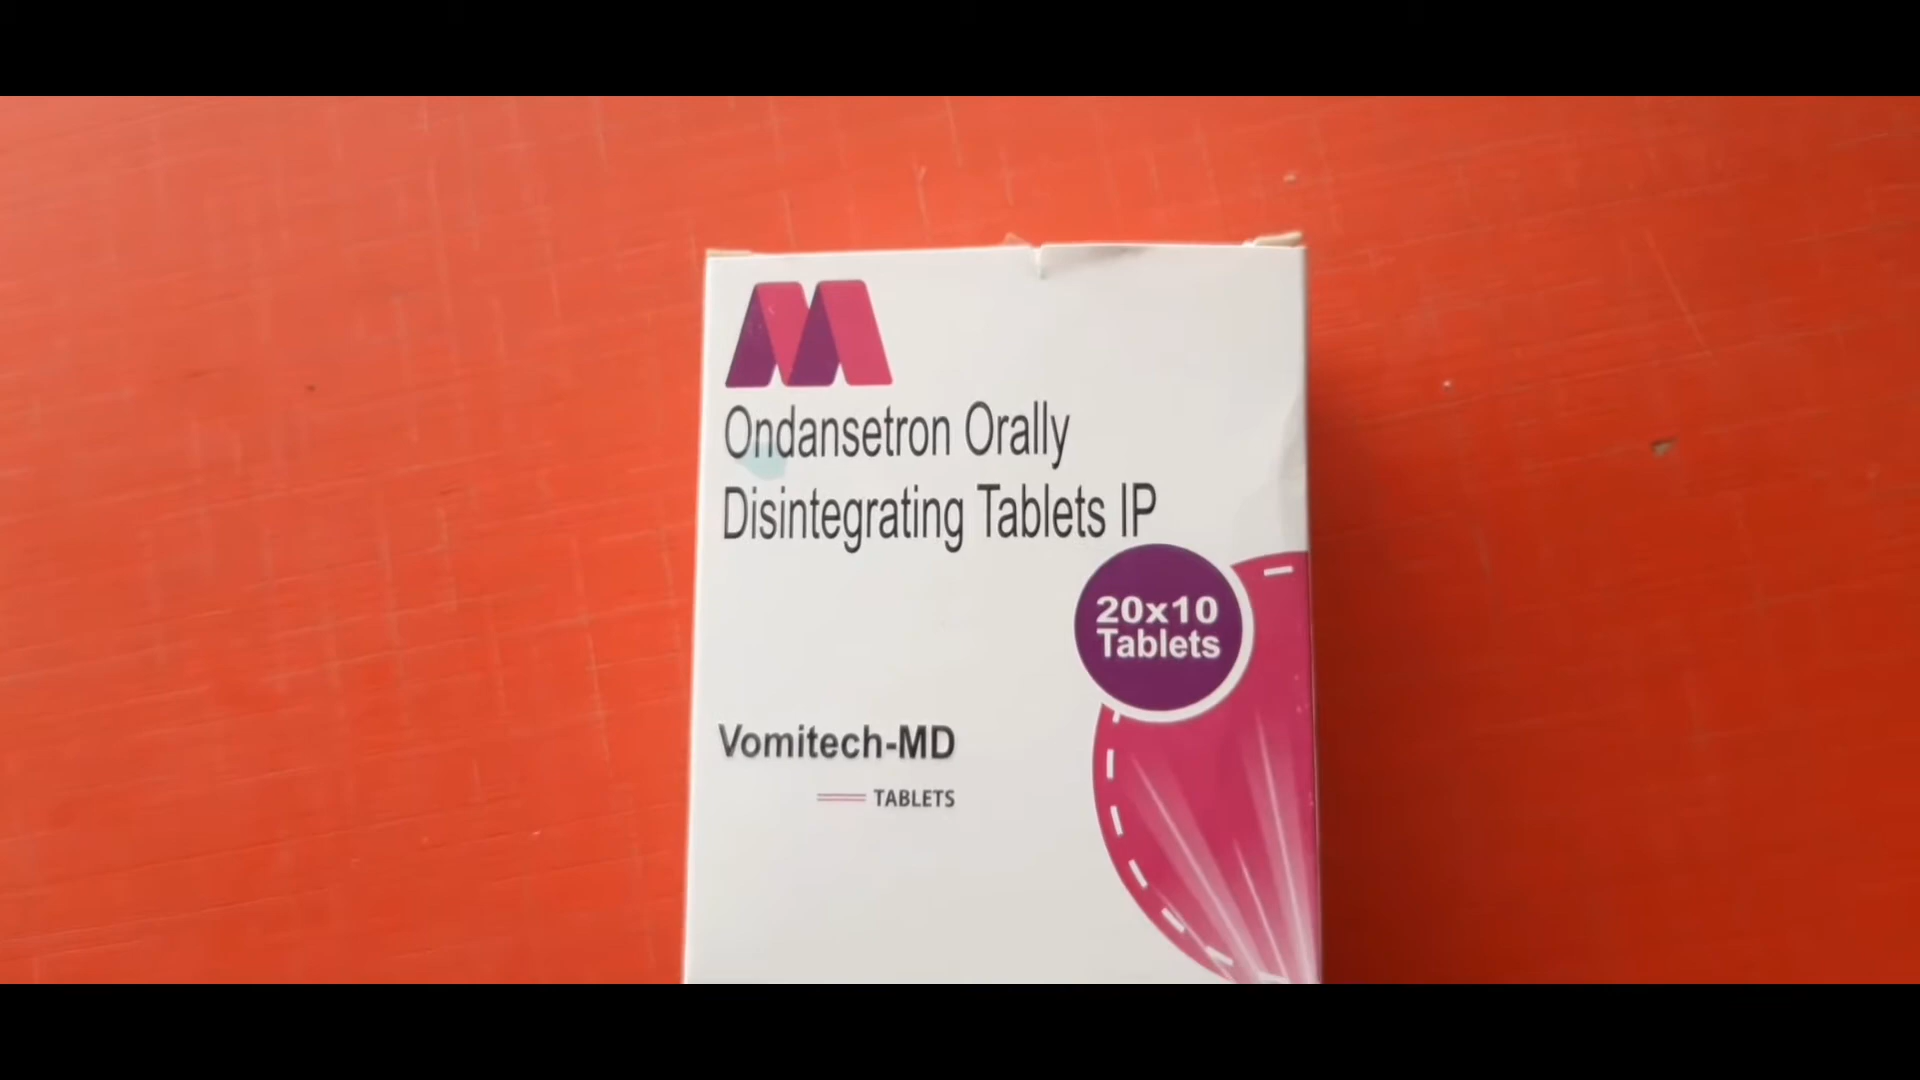 Ondansetron Orally
Disintegrating Tablets IP
20x10
Tablets
Vomitech-MD
TABLETS